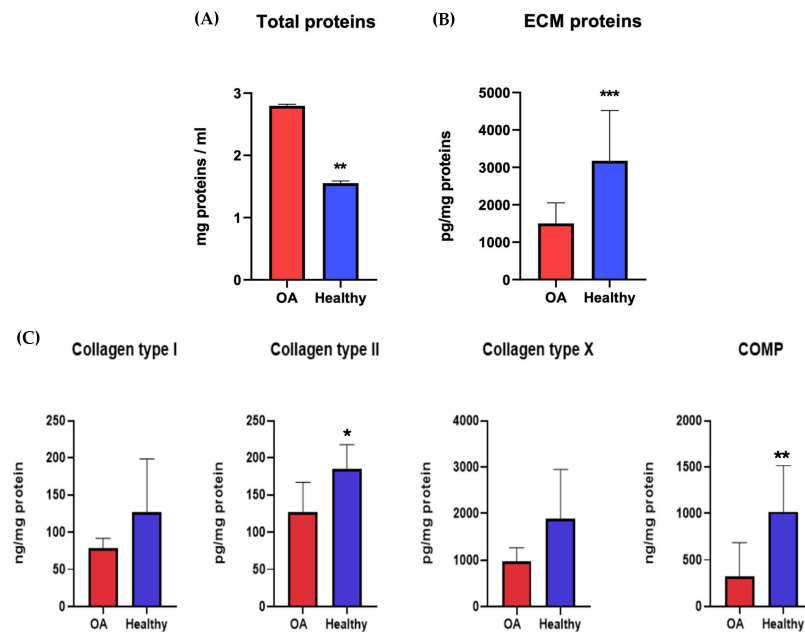 (A) Total proteins
mg proteins / ml
3
2
1
0
**
OA Healthy
(B) ECM proteins
pg/mg proteins
5000
4000
3000
2000
1000
0
***
OA Healthy
(C)
Collagen type I
ng/mg protein
250
200
150
100
50
0
OA Healthy
Collagen type II
pg/mg protein
250
200
150
100
50
0
*
OA Healthy
Collagen type X
pg/mg protein
4000
3000
2000
1000
0
OA Healthy
COMP
ng/mg protein
2000
1500
1000
500
0
**
OA Healthy